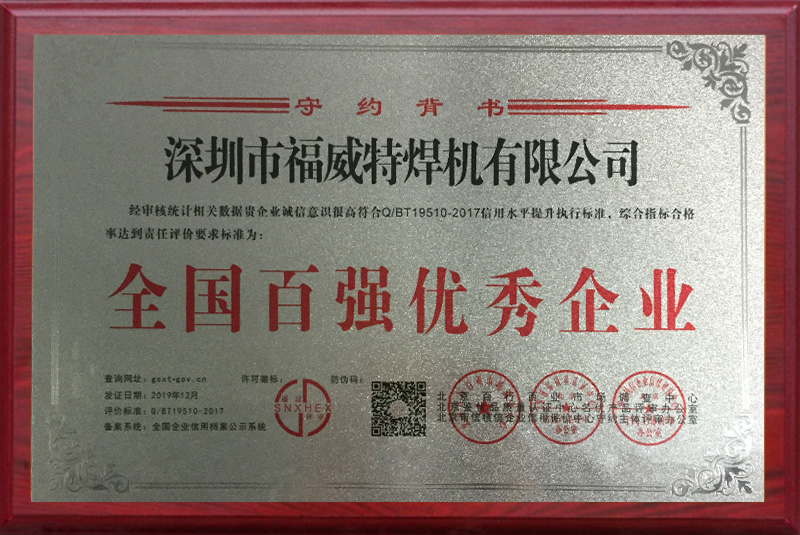 守约背书
深圳市福威特焊机有限公司
经审核统计相关数据贵企业诚信意识很高符合Q/BT19510-2017信用水平提升执行标准,综合指标合格
率达到责任评价要求标准为:
全国百强优秀企业
查询网址: gsxt-gov.cn 许可徽标: 防伪码:
发证日期: 2019年12月
评价标准: Q/BT19510-2017
备案系统: 全国企业信用档案公示系统
SNXHEX